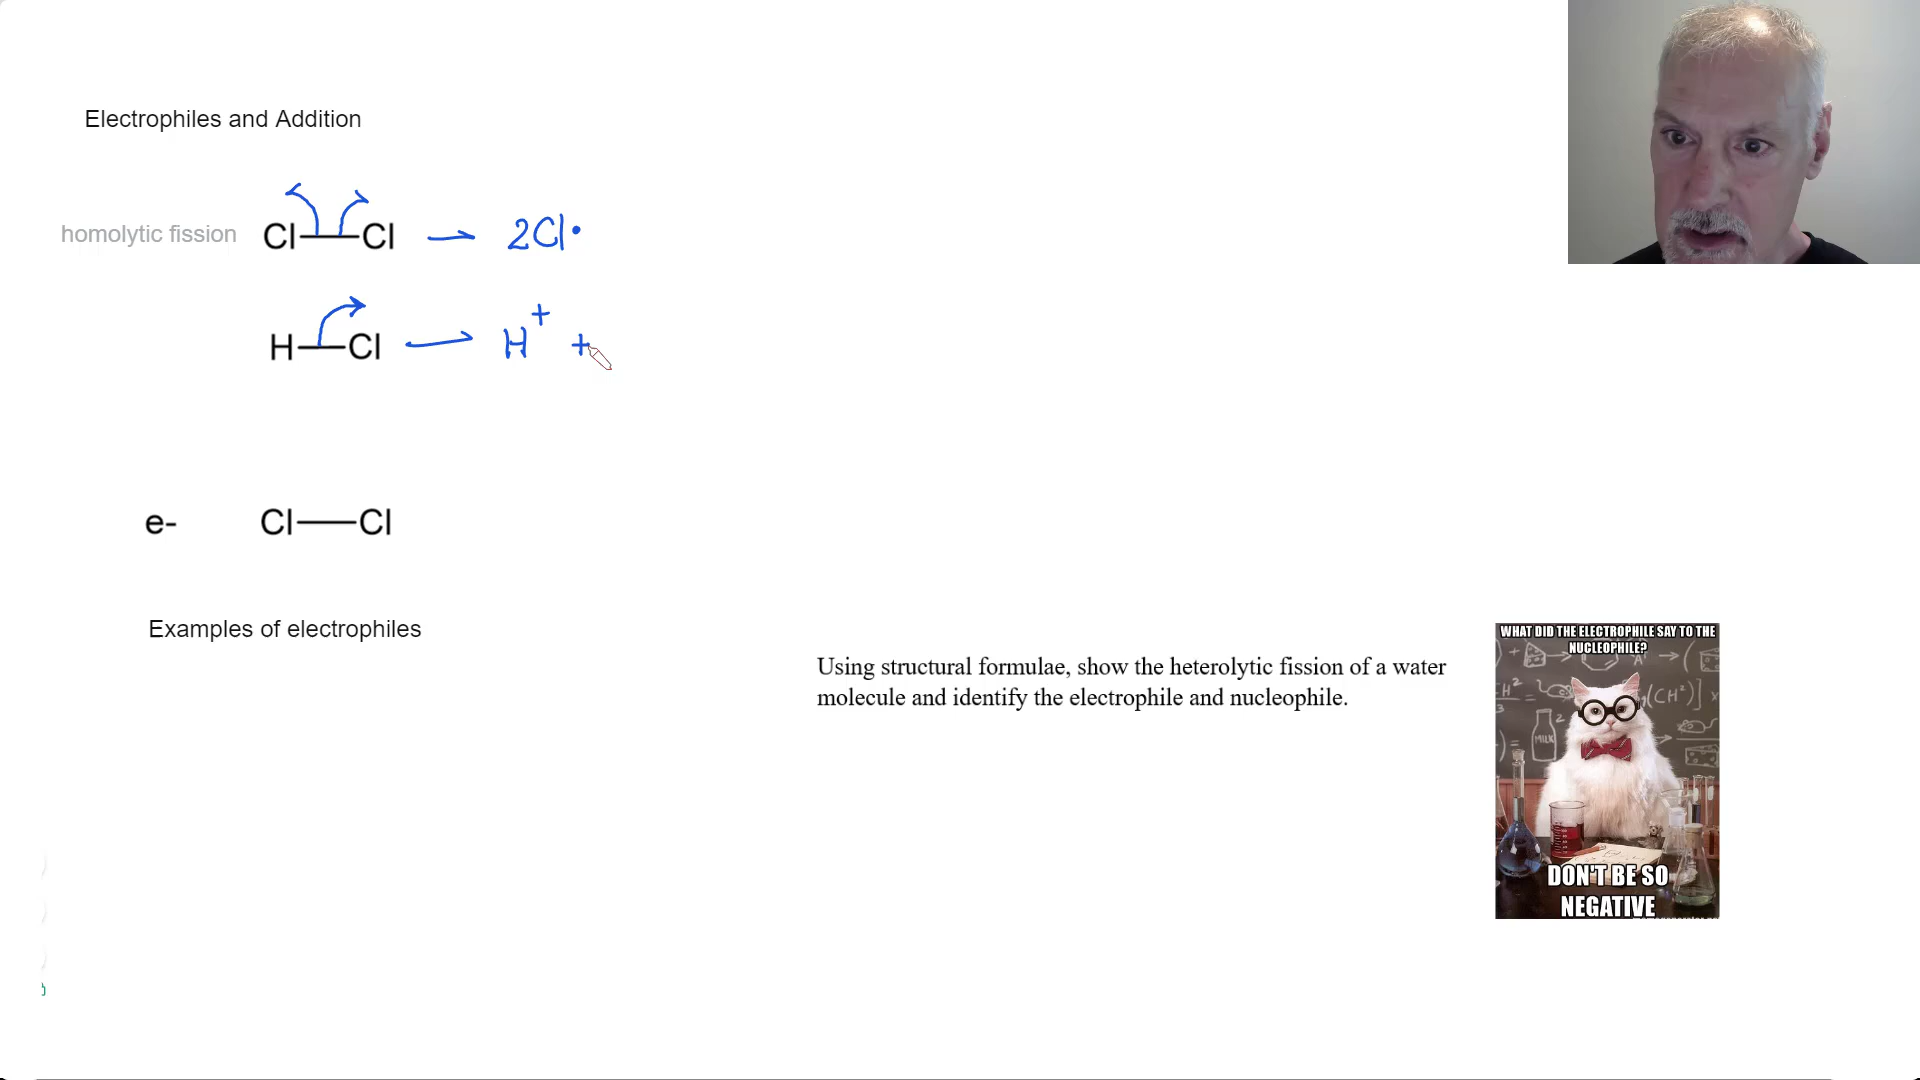 Electrophiles and Addition
homolytic fission Cl—Cl → 2Cl•
H—Cl → H⁺ +
e- Cl—Cl
Examples of electrophiles
Using structural formulae, show the heterolytic fission of a water
molecule and identify the electrophile and nucleophile.
WHAT DID THE ELECTROPHILE SAY TO THE
NUCLEOPHILE?
MILK
DON'T BE SO
NEGATIVE